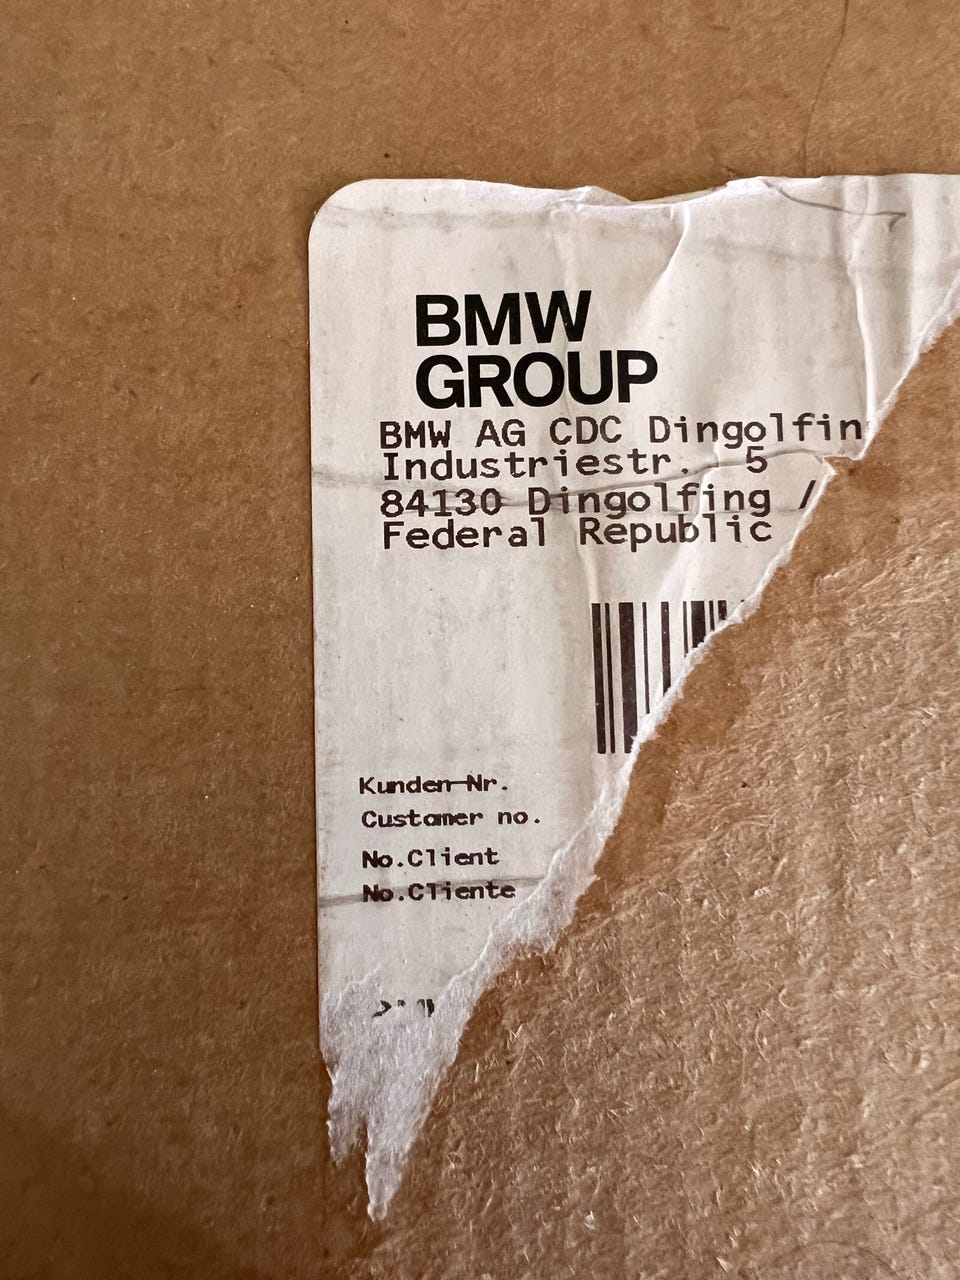 BMW
GROUP
BMW AG CDC Dingolfin
Industriestr. 5
84130 Dingolfing /
Federal Republic
Kunden-Nr.
Customer no.
No.Client
No.Cliente